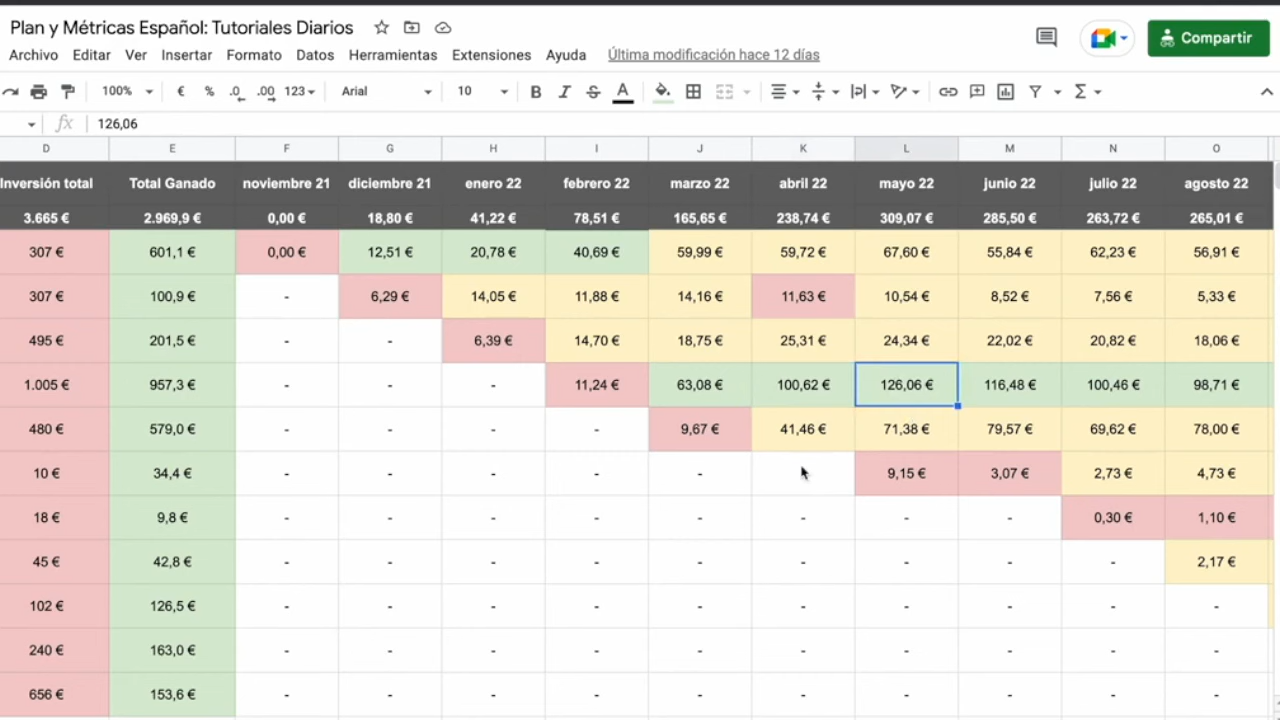 Plan y Métricas Español: Tutoriales Diarios
Archivo Editar Ver Insertar Formato Datos Herramientas Extensiones Ayuda Última modificación hace 12 días
Compartir
100% € % .0 .00 123 Arial 10 B I S A
fx 126,06
D E F G H I J K L M N O
Inversión total Total Ganado noviembre 21 diciembre 21 enero 22 febrero 22 marzo 22 abril 22 mayo 22 junio 22 julio 22 agosto 22
3.665 € 2.969,9 € 0,00 € 18,80 € 41,22 € 78,51 € 165,65 € 238,74 € 309,07 € 285,50 € 263,72 € 265,01 €
307 € 601,1 € 0,00 € 12,51 € 20,78 € 40,69 € 59,99 € 59,72 € 67,60 € 55,84 € 62,23 € 56,91 €
307 € 100,9 € - 6,29 € 14,05 € 11,88 € 14,16 € 11,63 € 10,54 € 8,52 € 7,56 € 5,33 €
495 € 201,5 € - - 6,39 € 14,70 € 18,75 € 25,31 € 24,34 € 22,02 € 20,82 € 18,06 €
1.005 € 957,3 € - - - 11,24 € 63,08 € 100,62 € 126,06 € 116,48 € 100,46 € 98,71 €
480 € 579,0 € - - - - 9,67 € 41,46 € 71,38 € 79,57 € 69,62 € 78,00 €
10 € 34,4 € - - - - - - 9,15 € 3,07 € 2,73 € 4,73 €
18 € 9,8 € - - - - - - - - 0,30 € 1,10 €
45 € 42,8 € - - - - - - - - - 2,17 €
102 € 126,5 € - - - - - - - - - -
240 € 163,0 € - - - - - - - - - -
656 € 153,6 € - - - - - - - - - -